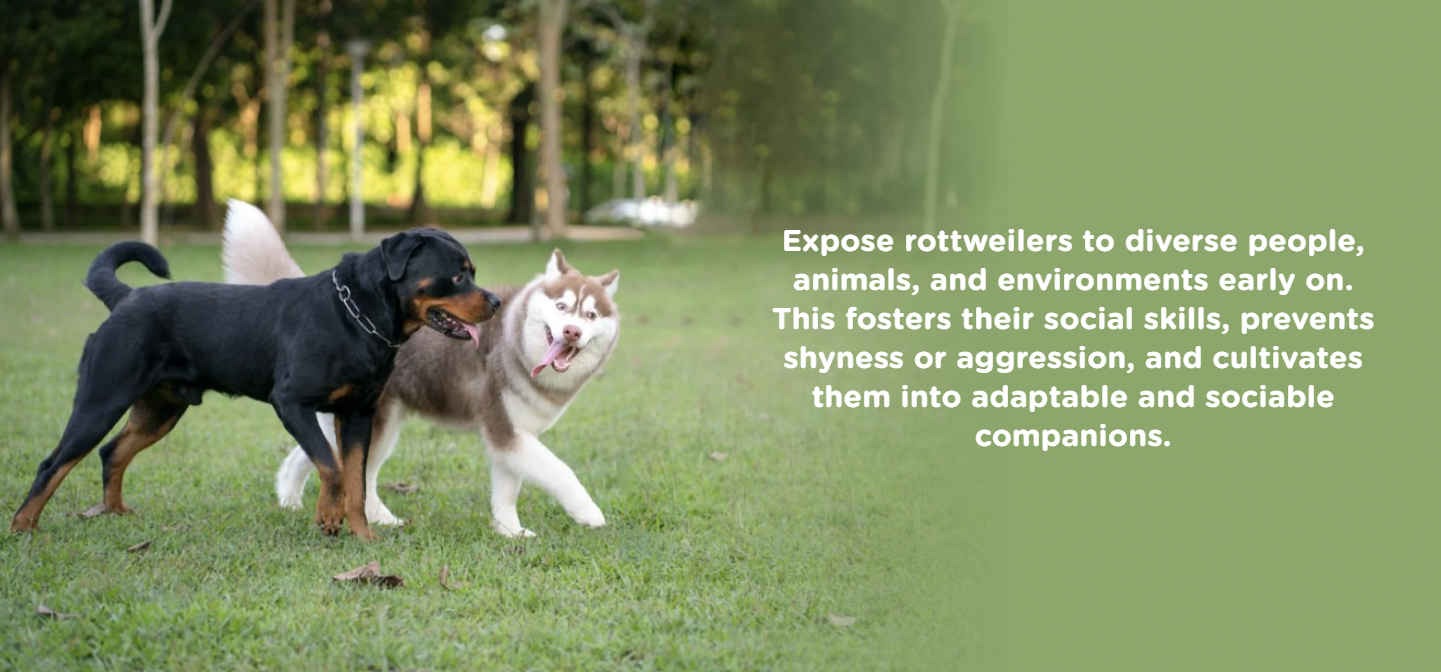 Expose rottweilers to diverse people,
animals, and environments early on.
This fosters their social skills, prevents
shyness or aggression, and cultivates
them into adaptable and sociable
companions.